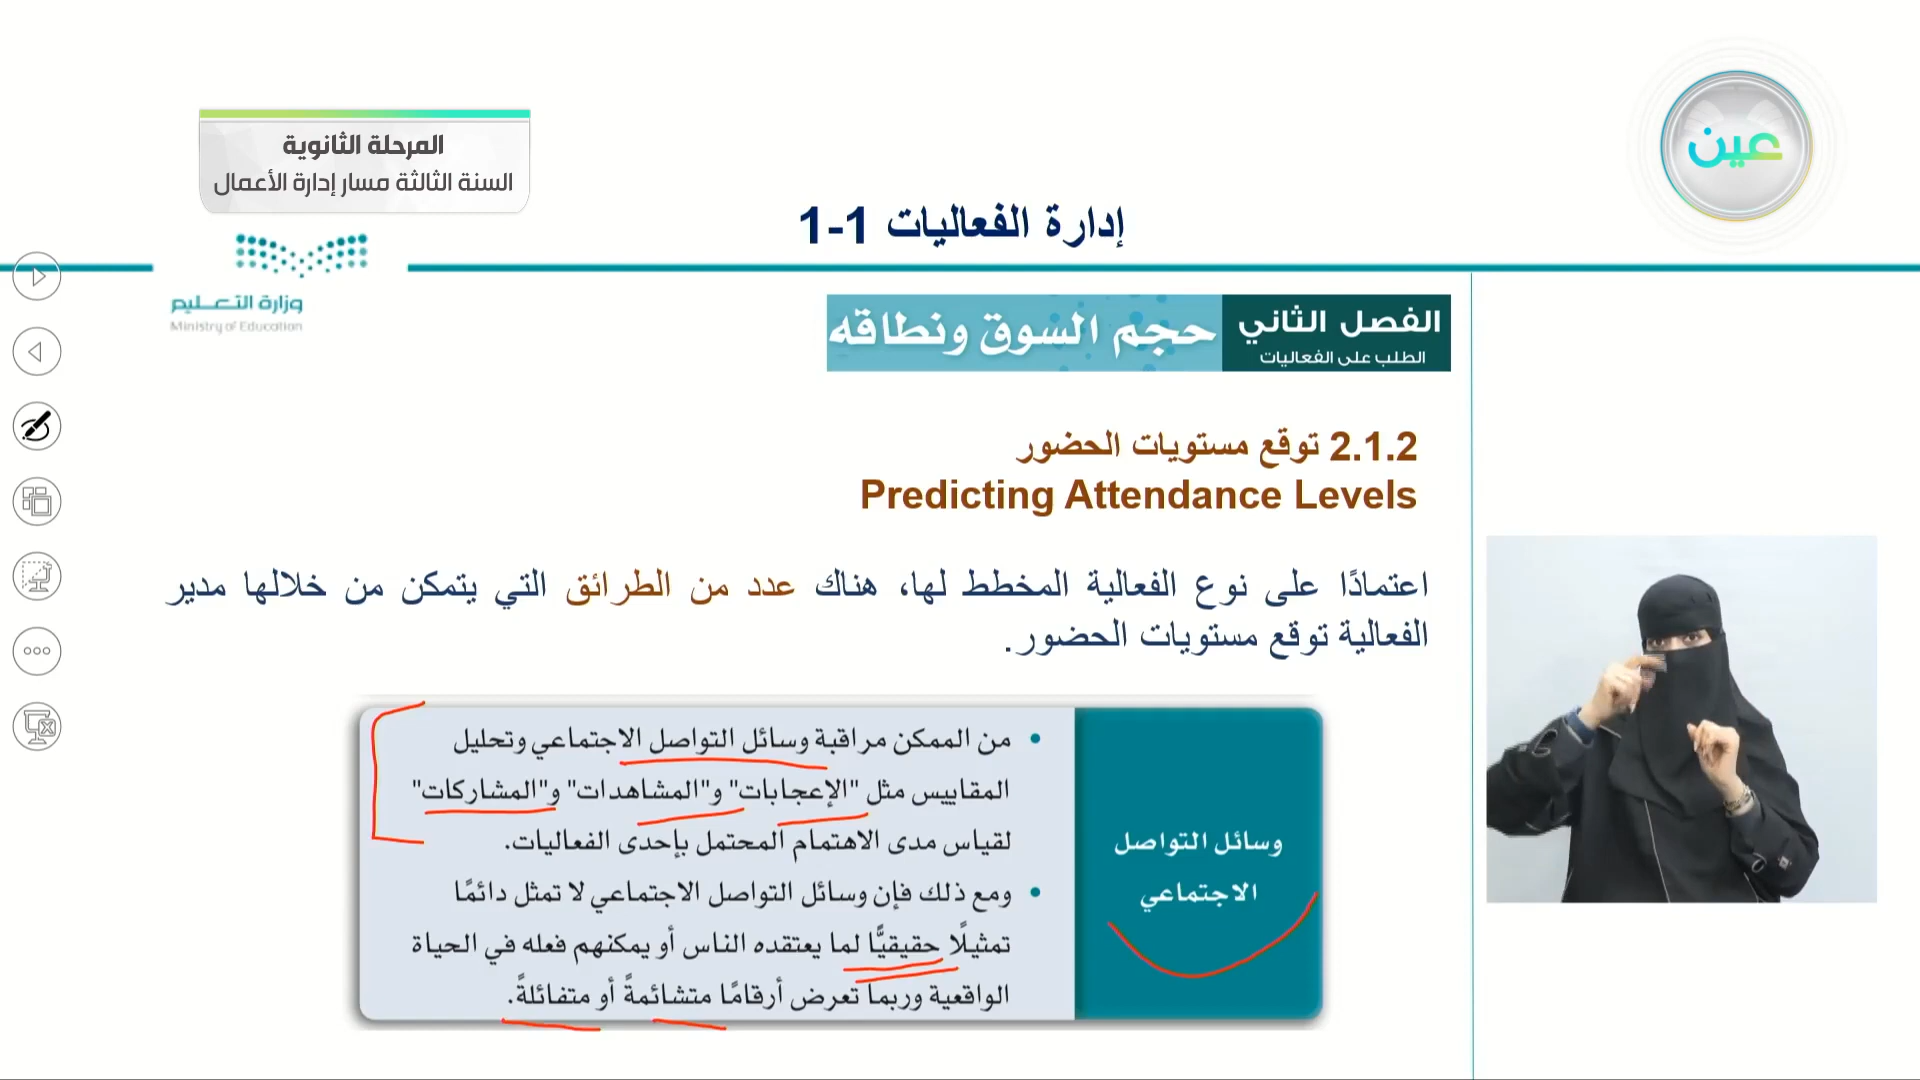 المرحلة الثانوية
السنة الثالثة مسار إدارة الأعمال
عين
إدارة الفعاليات 1-1
وزارة التعليم
Ministry of Education
الفصل الثاني
الطلب على الفعاليات
حجم السوق ونطاقه
2.1.2 توقع مستويات الحضور
Predicting Attendance Levels
اعتمادًا على نوع الفعالية المخطط لها، هناك عدد من الطرائق التي يتمكن من خلالها مدير
الفعالية توقع مستويات الحضور.
وسائل التواصل
الاجتماعي
• من الممكن مراقبة وسائل التواصل الاجتماعي وتحليل
المقاييس مثل "الإعجابات" و"المشاهدات" و"المشاركات"
لقياس مدى الاهتمام المحتمل بإحدى الفعاليات.
• ومع ذلك فإن وسائل التواصل الاجتماعي لا تمثل دائمًا
تمثيلًا حقيقيًّا لما يعتقده الناس أو يمكنهم فعله في الحياة
الواقعية وربما تعرض أرقامًا متشائمةً أو متفائلةً.